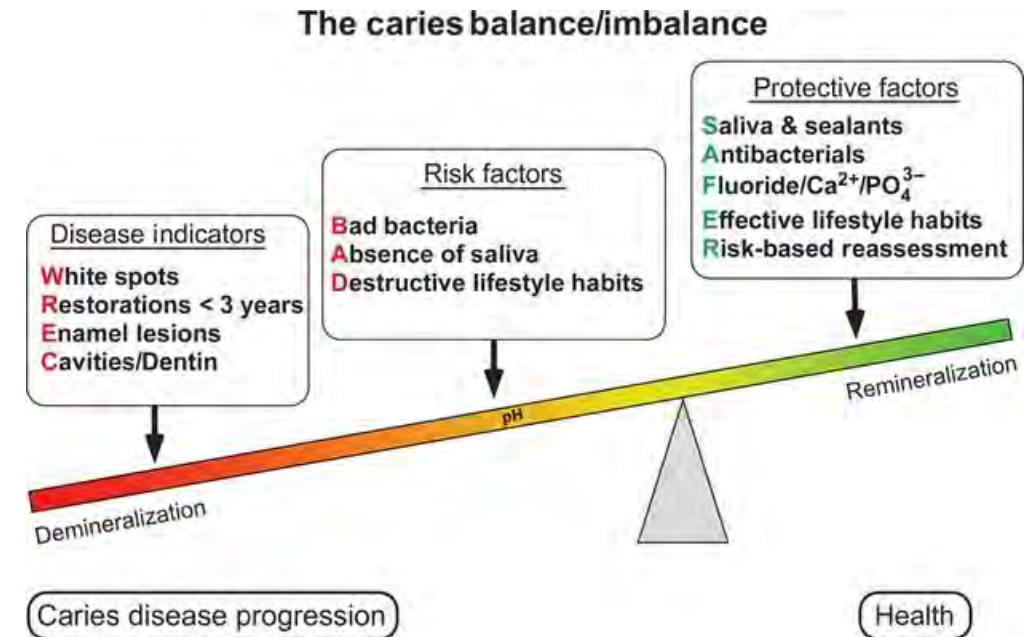 The caries balance/imbalance
Disease indicators
White spots
Restorations < 3 years
Enamel lesions
Cavities/Dentin
Risk factors
Bad bacteria
Absence of saliva
Destructive lifestyle habits
Protective factors
Saliva & sealants
Antibacterials
Fluoride/Ca²⁺/PO₄³⁻
Effective lifestyle habits
Risk-based reassessment
pH
Remineralization
Demineralization
Caries disease progression
Health